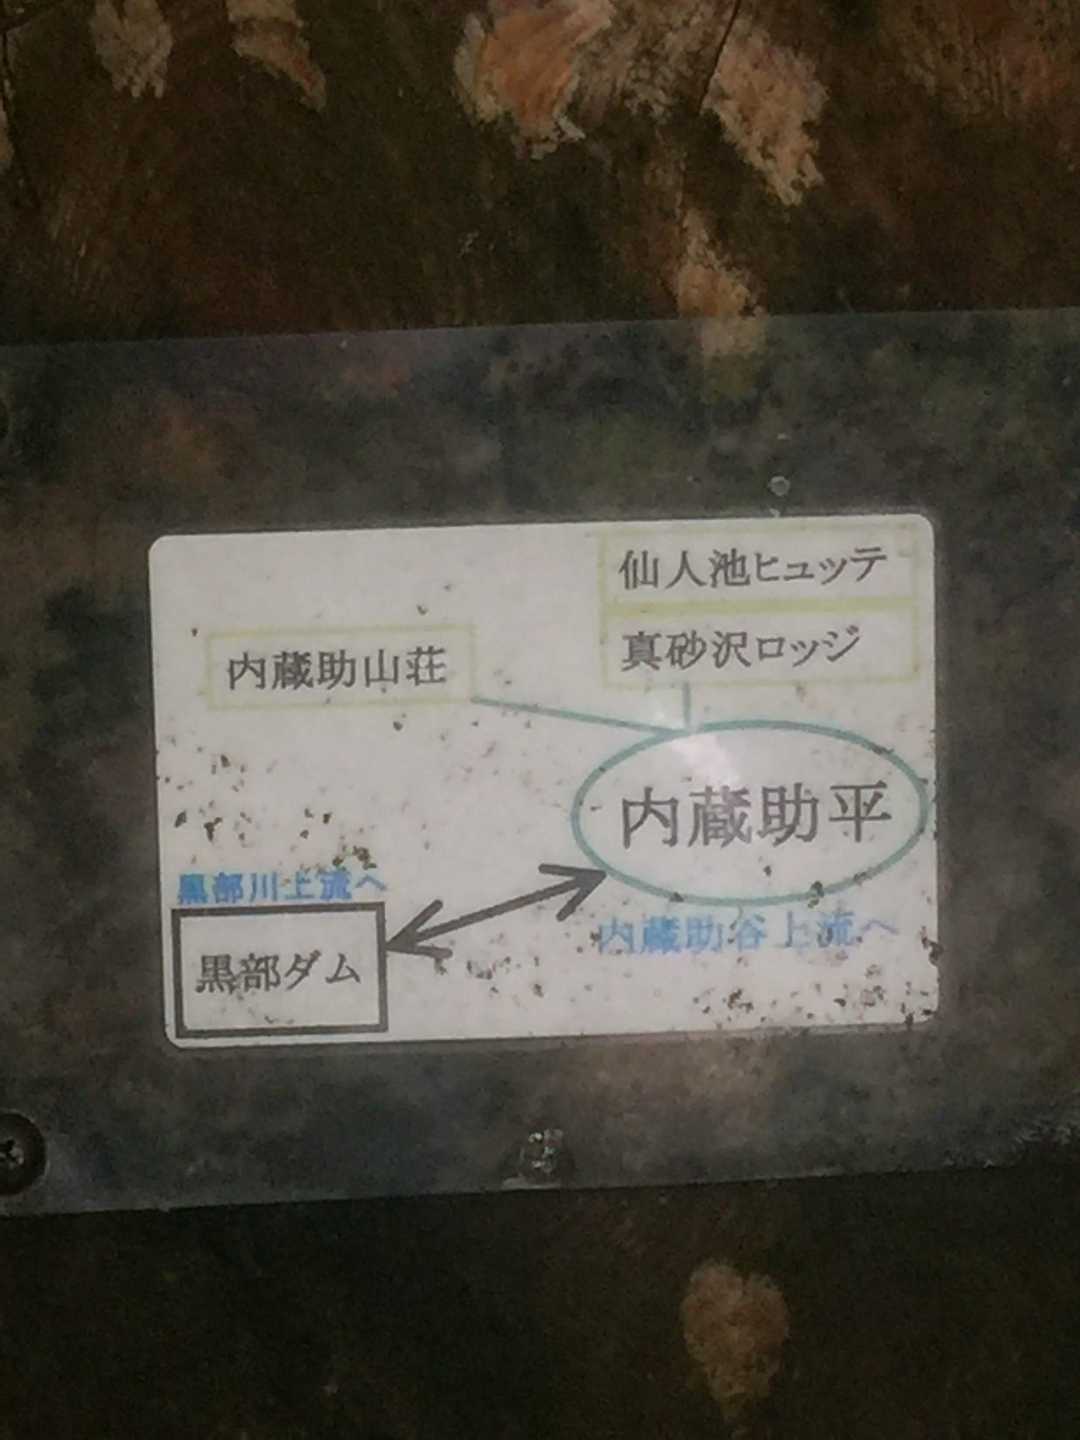 仙人池ヒュッテ
真砂沢ロッジ
内蔵助山荘
内蔵助平
黒部川上流へ
内蔵助谷上流へ
黒部ダム